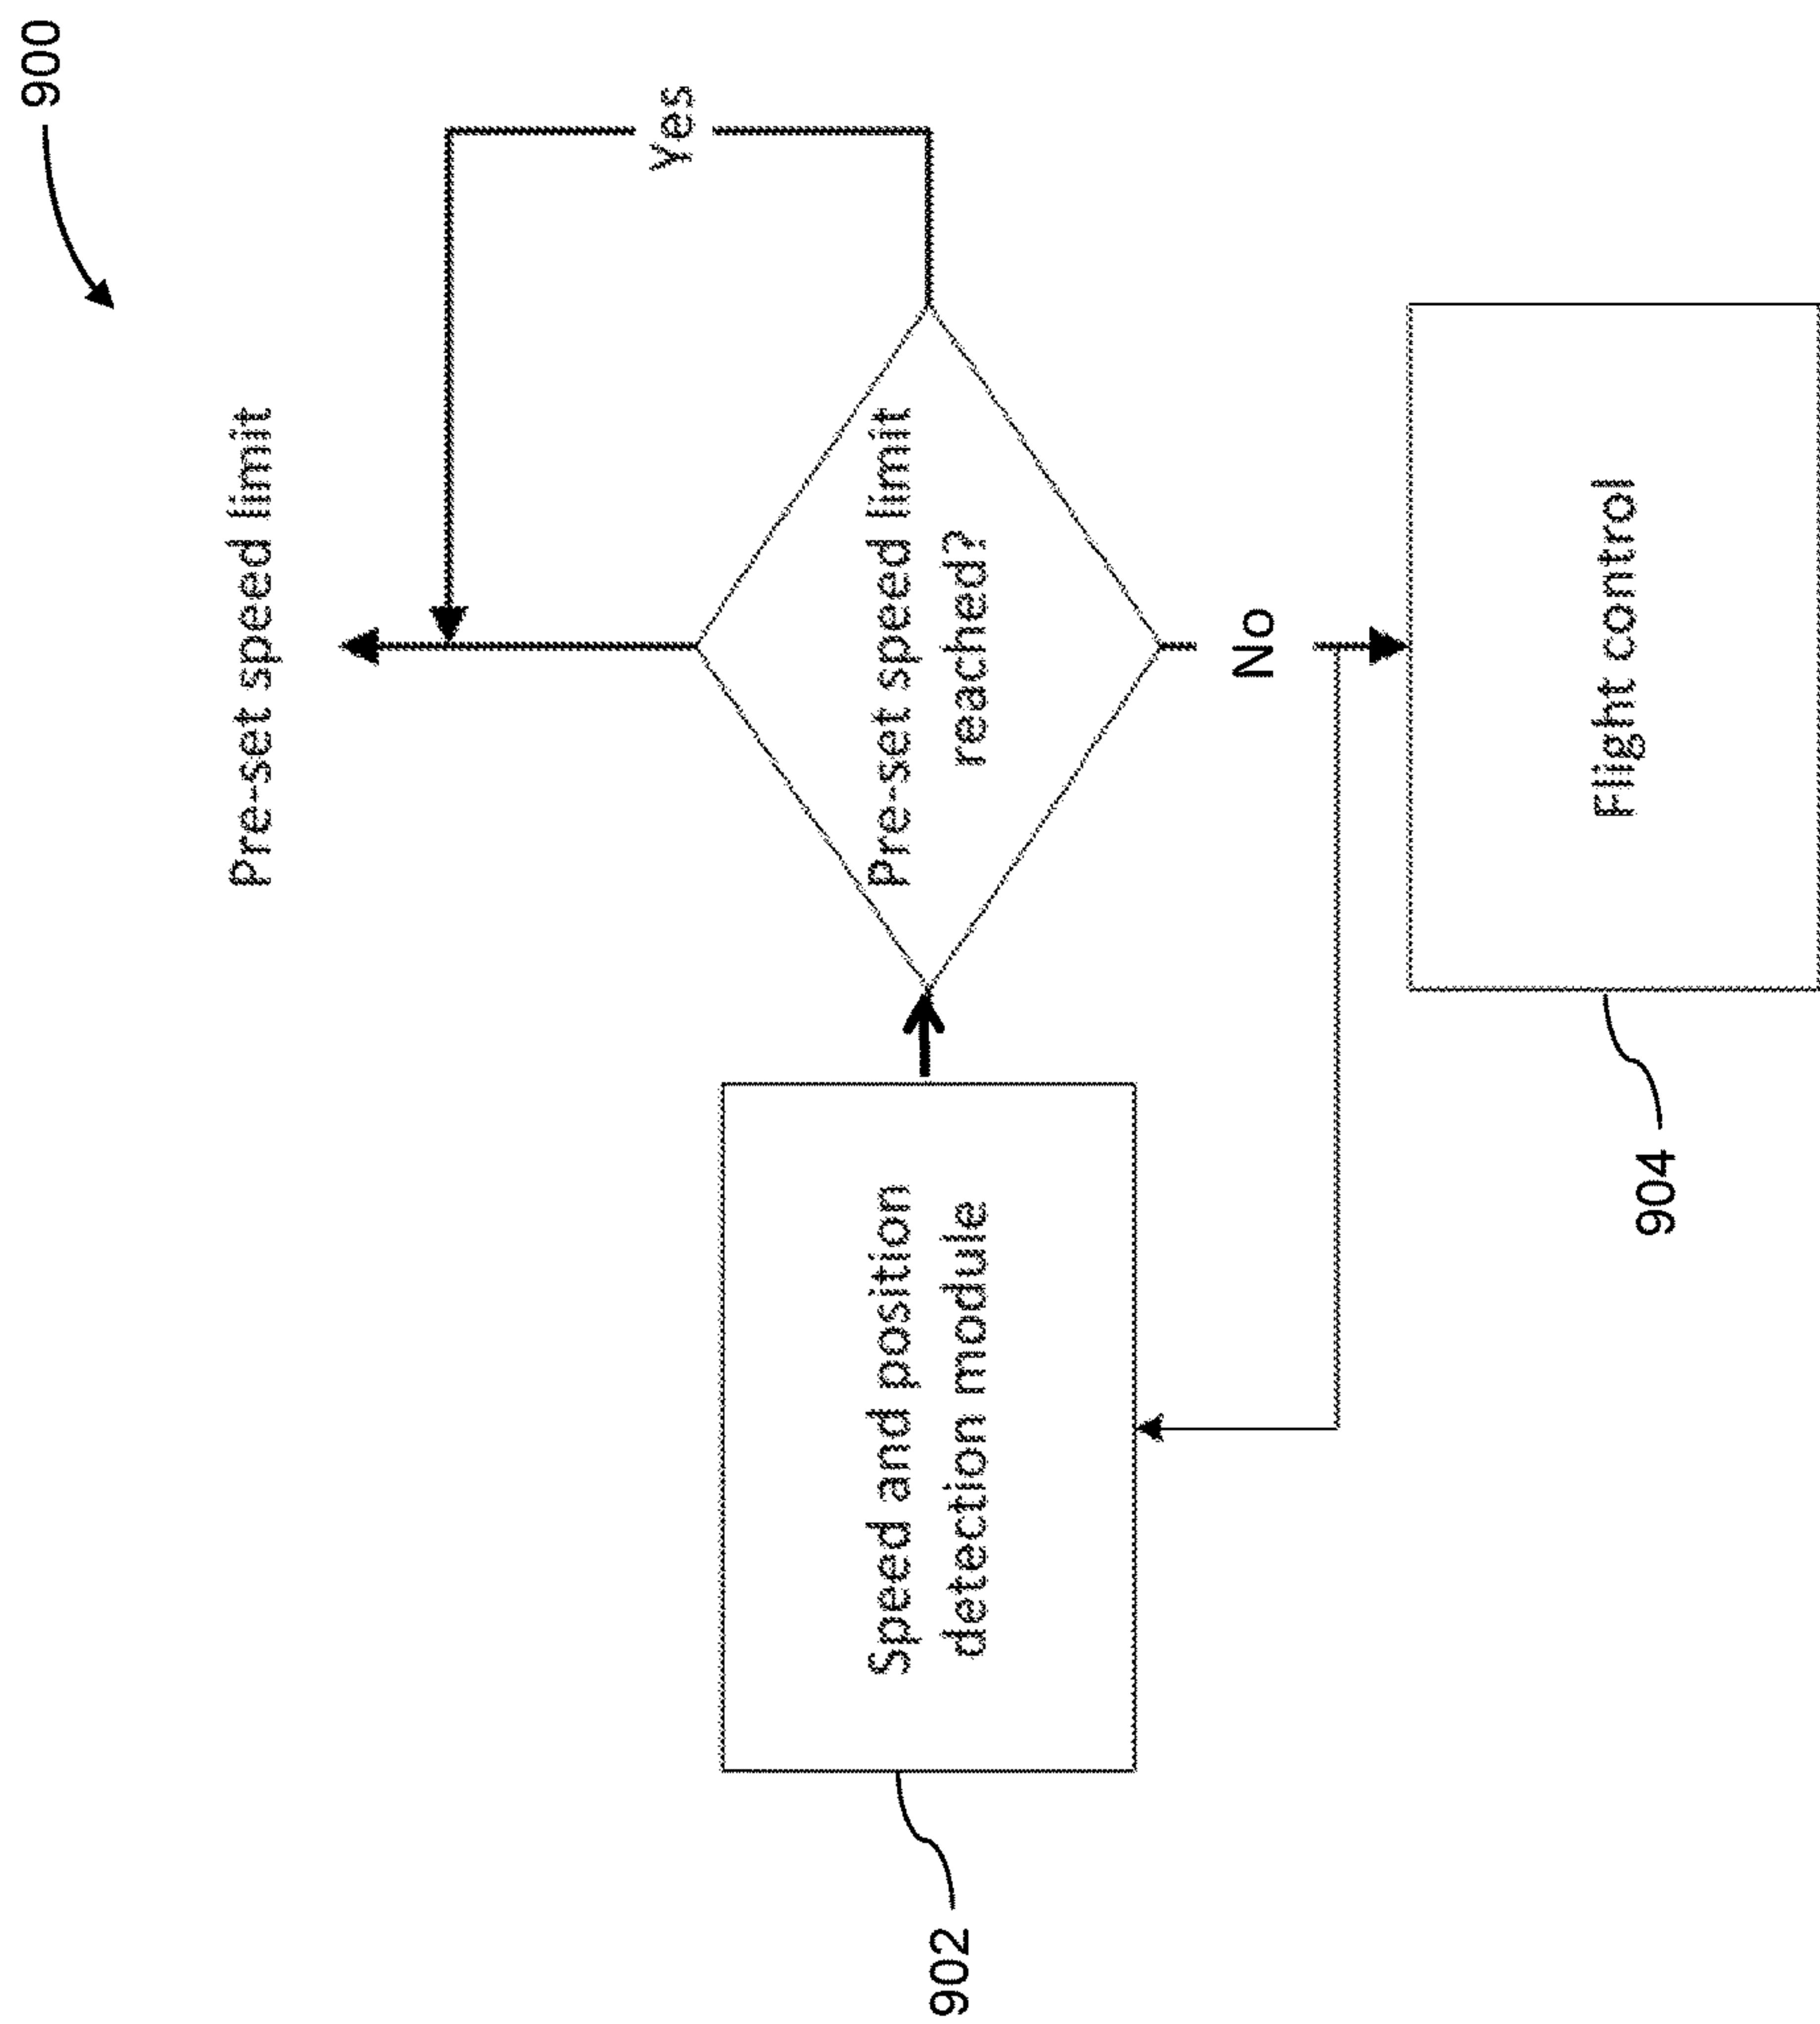 900
Pre-set speed limit
Yes
Speed and position
detection module
Pre-set speed limit
reached?
902
No
Flight control
904